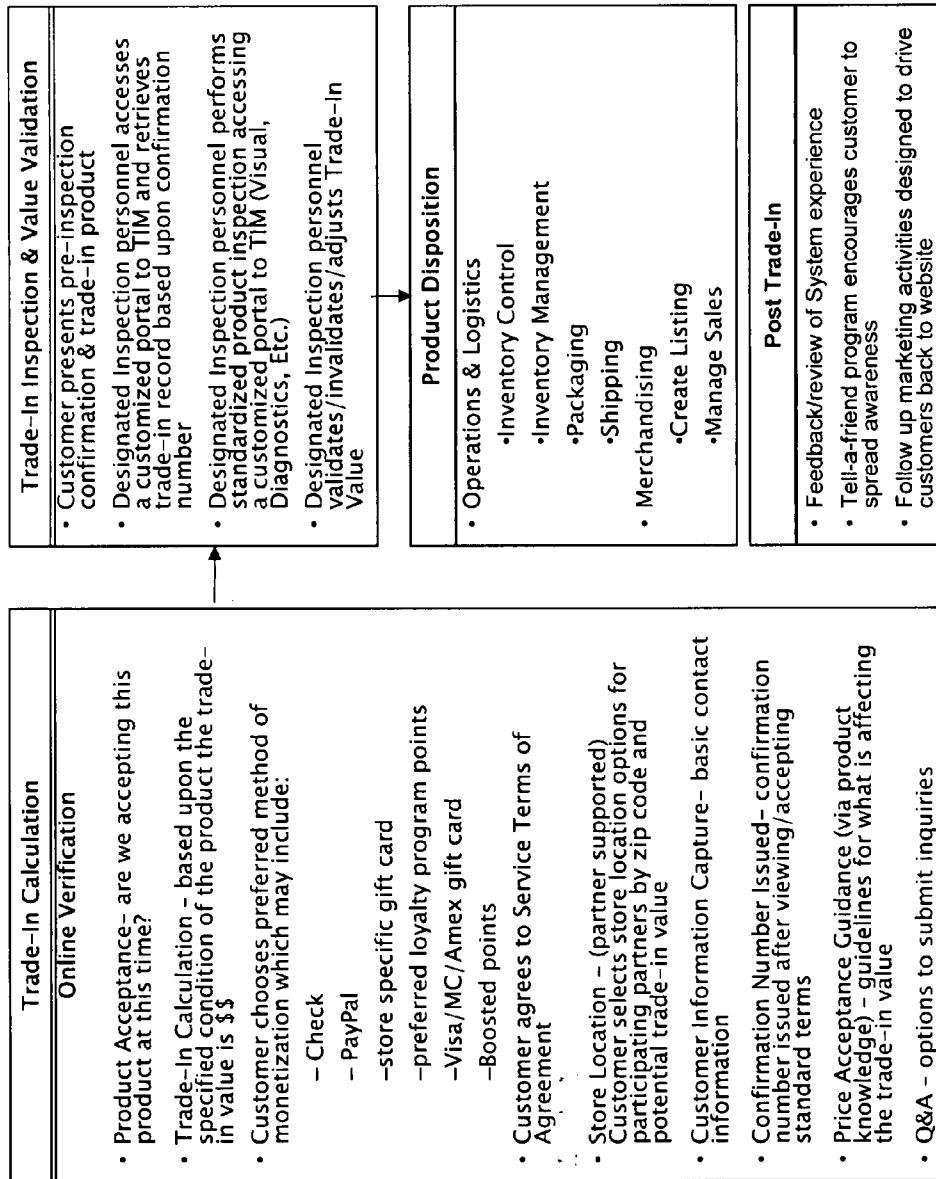 Trade-In Calculation
Online Verification
• Product Acceptance- are we accepting this
product at this time?
• Trade-In Calculation - based upon the
specified condition of the product the trade-
in value is $$
• Customer chooses preferred method of
monetization which may include:
- Check
- PayPal
-store specific gift card
-preferred loyalty program points
-Visa/MC/Amex gift card
-Boosted points
• Customer agrees to Service Terms of
Agreement
• Store Location - (partner supported)
Customer selects store location options for
participating partners by zip code and
potential trade-in value
• Customer Information Capture- basic contact
information
• Confirmation Number Issued- confirmation
number issued after viewing/accepting
standard terms
• Price Acceptance Guidance (via product
knowledge) - guidelines for what is affecting
the trade-in value
• Q&A - options to submit inquiries
Trade-In Inspection & Value Validation
• Customer presents pre-inspection
confirmation & trade-in product
• Designated Inspection personnel accesses
a customized portal to TIM and retrieves
trade-in record based upon confirmation
number
• Designated Inspection personnel performs
standardized product inspection accessing
a customized portal to TIM (Visual,
Diagnostics, Etc.)
• Designated Inspection personnel
validates/invalidates/adjusts Trade-In
Value
Product Disposition
• Operations & Logistics
•Inventory Control
•Inventory Management
•Packaging
•Shipping
• Merchandising
•Create Listing
•Manage Sales
Post Trade-In
• Feedback/review of System experience
• Tell-a-friend program encourages customer to
spread awareness
• Follow up marketing activities designed to drive
customers back to website